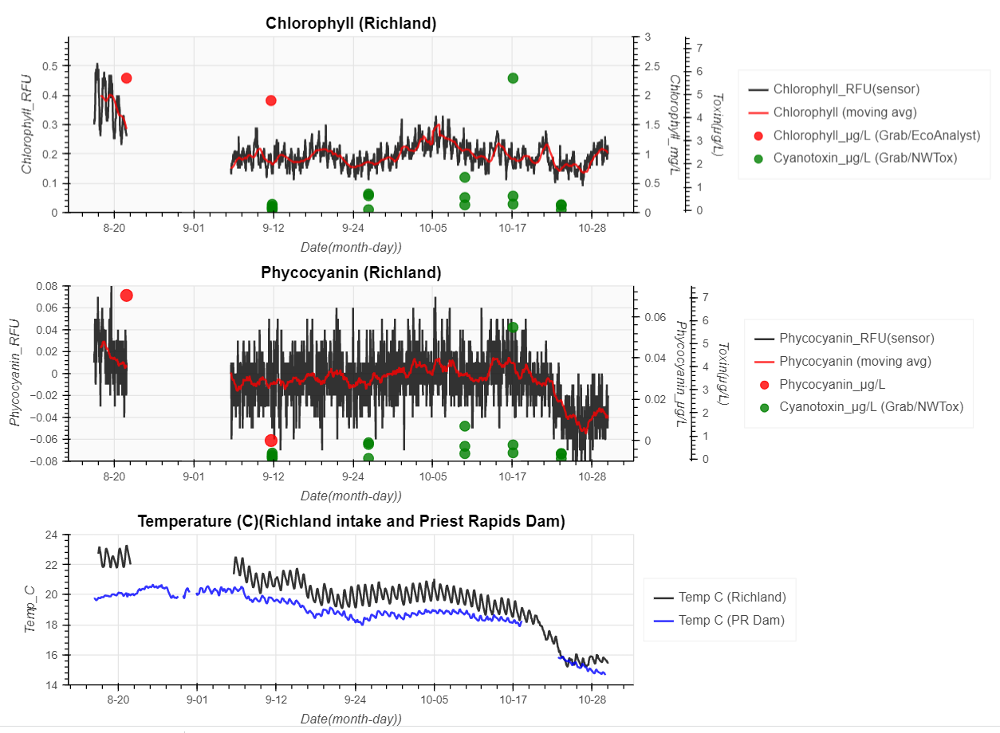 Chlorophyll (Richland)
Chlorophyll_RFU
0.5
0.4
0.3
0.2
0.1
0
3
2.5
2
1.5
1
0.5
0
Chlorophyll_mg/L
7
6
5
4
3
2
1
0
Toxin(µg/L)
8-20 9-01 9-12 9-24 10-05 10-17 10-28
Date(month-day))
Chlorophyll_RFU(sensor)
Chlorophyll (moving avg)
Chlorophyll_µg/L (Grab/EcoAnalyst)
Cyanotoxin_µg/L (Grab/NWTox)
Phycocyanin (Richland)
Phycocyanin_RFU
0.08
0.06
0.04
0.02
0
−0.02
−0.04
−0.06
−0.08
0.06
0.04
0.02
0
Phycocyanin_µg/L
7
6
5
4
3
2
1
0
Toxin(µg/L)
8-20 9-01 9-12 9-24 10-05 10-17 10-28
Date(month-day))
Phycocyanin_RFU(sensor)
Phycocyanin (moving avg)
Phycocyanin_µg/L
Cyanotoxin_µg/L (Grab/NWTox)
Temperature (C)(Richland intake and Priest Rapids Dam)
Temp_C
24
22
20
18
16
14
8-20 9-01 9-12 9-24 10-05 10-17 10-28
Date(month-day))
Temp C (Richland)
Temp C (PR Dam)